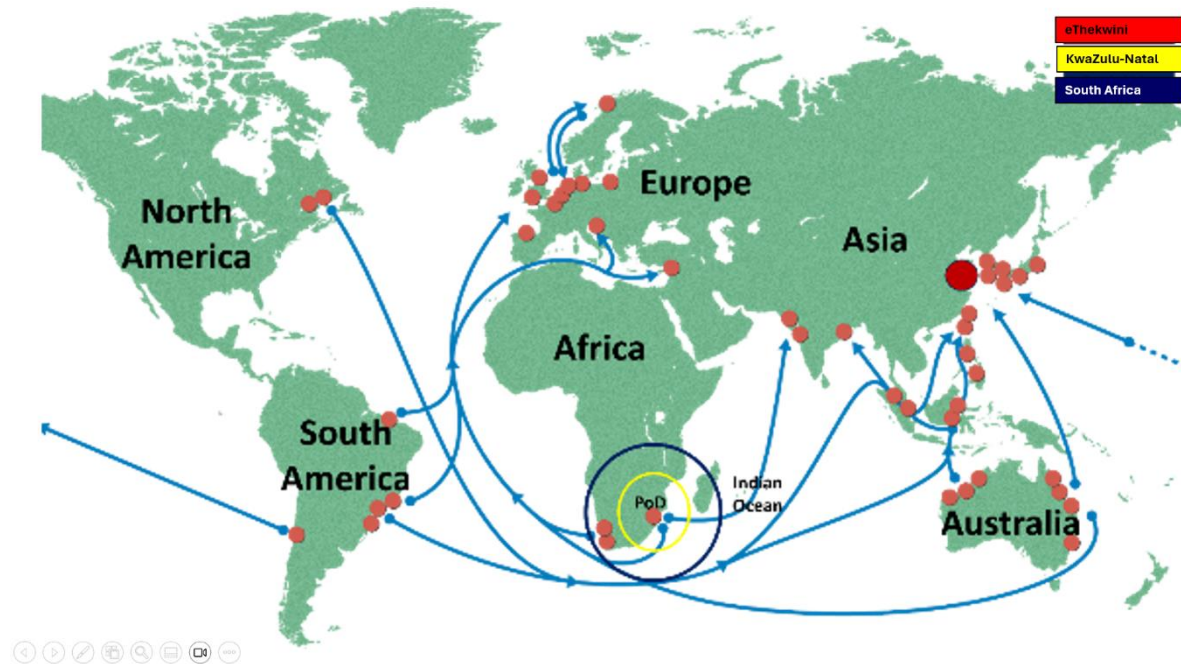 eThekwini
KwaZulu-Natal
South Africa
North
America
Europe
Asia
Africa
South
America
PoD
Indian
Ocean
Australia